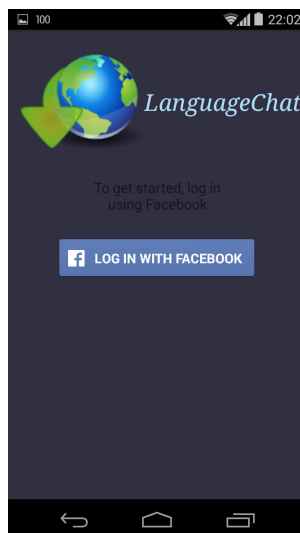 100 22:02
LanguageChat
To get started, log in
using Facebook
LOG IN WITH FACEBOOK